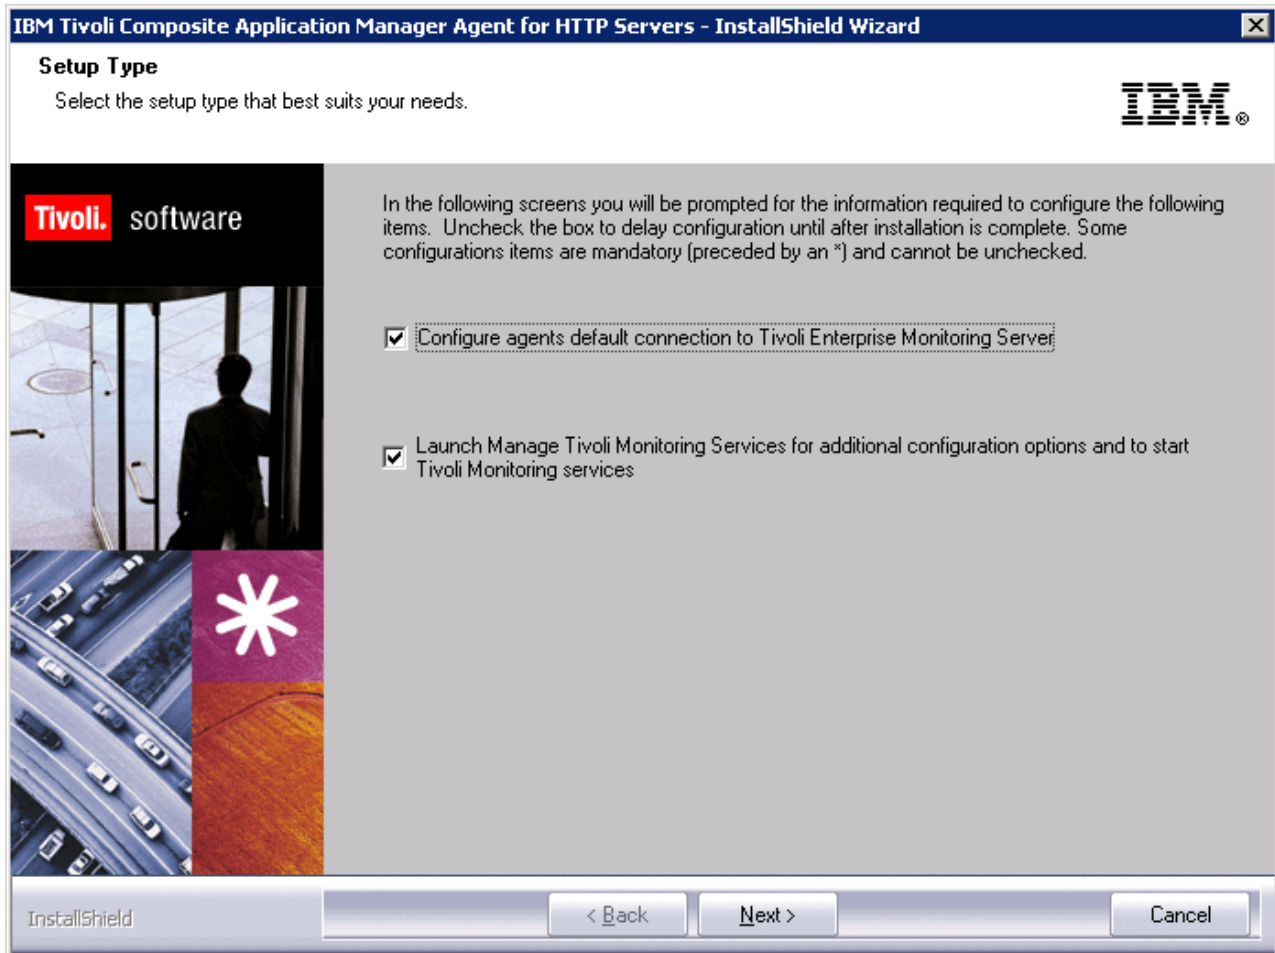 IBM Tivoli Composite Application Manager Agent for HTTP Servers - InstallShield Wizard
Setup Type
Select the setup type that best suits your needs.
IBM®
Tivoli. software
In the following screens you will be prompted for the information required to configure the following
items.  Uncheck the box to delay configuration until after installation is complete. Some
configurations items are mandatory (preceded by an *) and cannot be unchecked.
Configure agents default connection to Tivoli Enterprise Monitoring Server
Launch Manage Tivoli Monitoring Services for additional configuration options and to start
Tivoli Monitoring services
InstallShield
< Back
Next >
Cancel